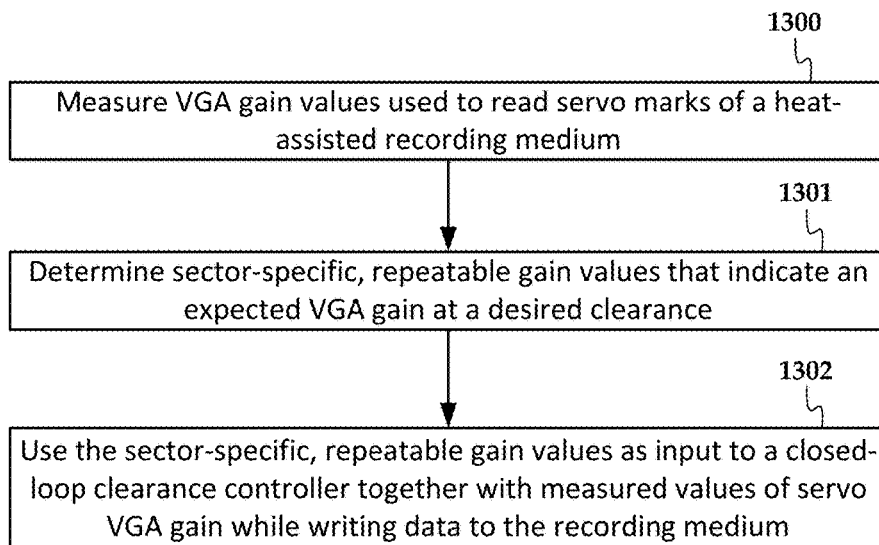 1300
Measure VGA gain values used to read servo marks of a heat-
assisted recording medium
1301
Determine sector-specific, repeatable gain values that indicate an
expected VGA gain at a desired clearance
1302
Use the sector-specific, repeatable gain values as input to a closed-
loop clearance controller together with measured values of servo
VGA gain while writing data to the recording medium